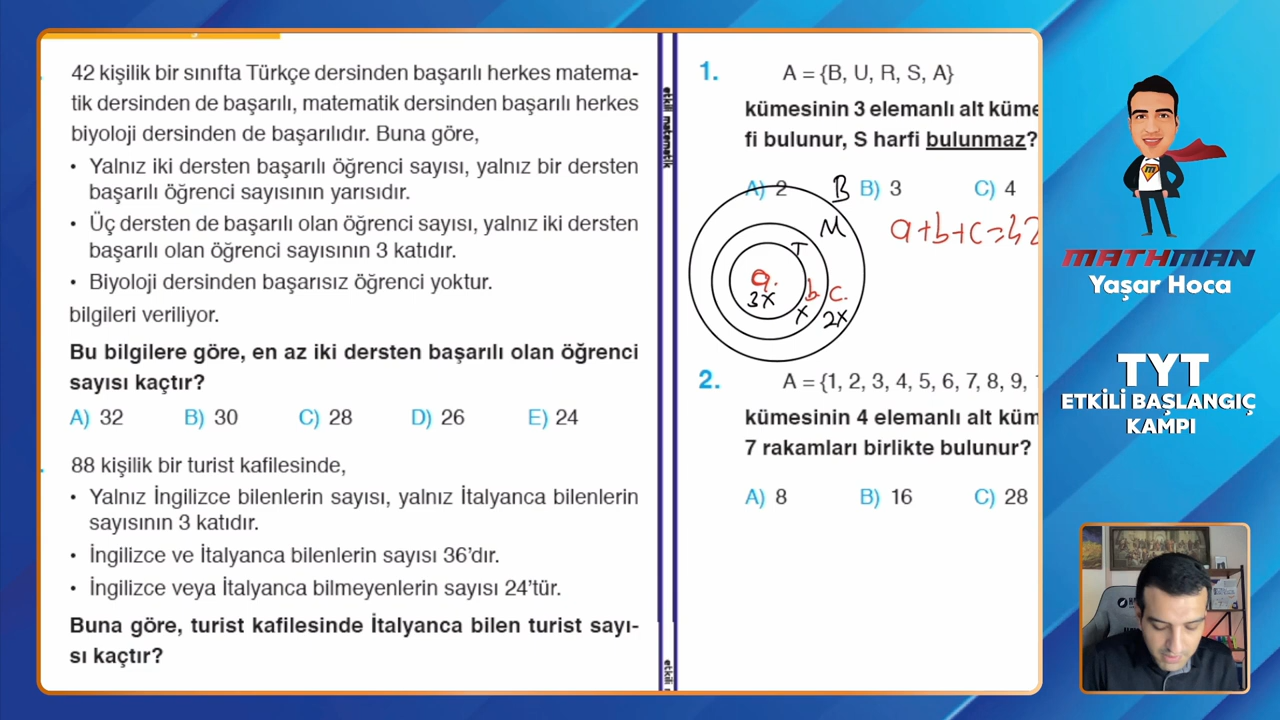 42 kişilik bir sınıfta Türkçe dersinden başarılı herkes matema-
tik dersinden de başarılı, matematik dersinden başarılı herkes
biyoloji dersinden de başarılıdır. Buna göre,
• Yalnız iki dersten başarılı öğrenci sayısı, yalnız bir dersten
başarılı öğrenci sayısının yarısıdır.
• Üç dersten de başarılı olan öğrenci sayısı, yalnız iki dersten
başarılı olan öğrenci sayısının 3 katıdır.
• Biyoloji dersinden başarısız öğrenci yoktur.
bilgileri veriliyor.
Bu bilgilere göre, en az iki dersten başarılı olan öğrenci
sayısı kaçtır?
A) 32 B) 30 C) 28 D) 26 E) 24
88 kişilik bir turist kafilesinde,
• Yalnız İngilizce bilenlerin sayısı, yalnız İtalyanca bilenlerin
sayısının 3 katıdır.
• İngilizce ve İtalyanca bilenlerin sayısı 36'dır.
• İngilizce veya İtalyanca bilmeyenlerin sayısı 24'tür.
Buna göre, turist kafilesinde İtalyanca bilen turist sayı-
sı kaçtır?
etkili matematik
1. A = {B, U, R, S, A}
kümesinin 3 elemanlı alt küme
fi bulunur, S harfi bulunmaz?
A) 2 B) 3 C) 4
B
M
T
a+b+c=42
a b c
3x x 2x
2. A = {1, 2, 3, 4, 5, 6, 7, 8, 9,
kümesinin 4 elemanlı alt küm
7 rakamları birlikte bulunur?
A) 8 B) 16 C) 28
etkili
M
MATHMAN
Yaşar Hoca
TYT
ETKİLİ BAŞLANGIÇ
KAMPI